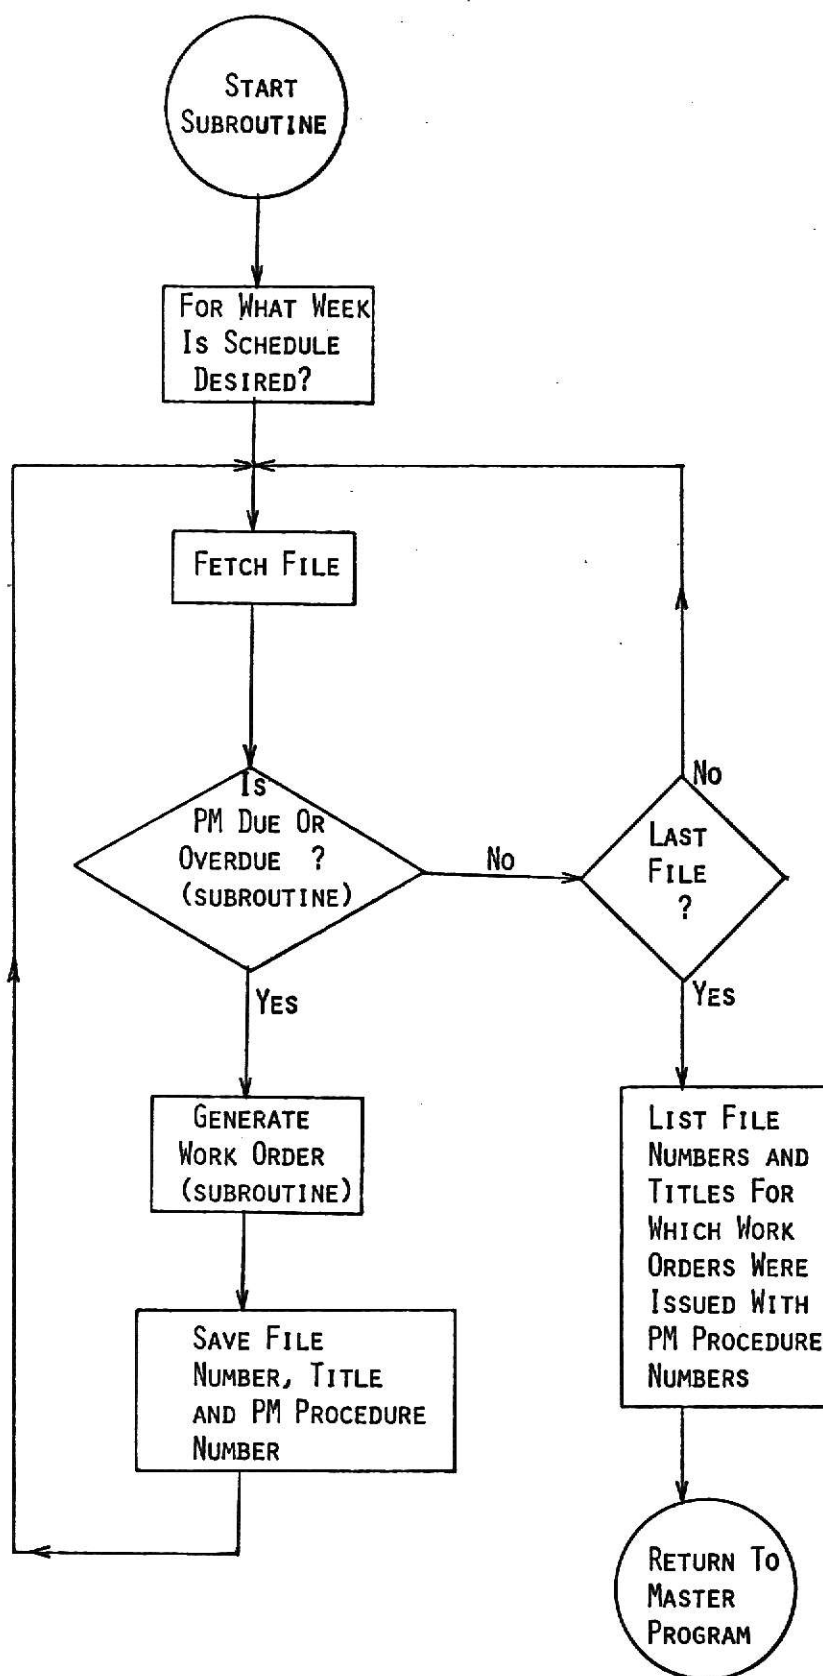 START
SUBROUTINE
FOR WHAT WEEK
IS SCHEDULE
DESIRED?
FETCH FILE
IS
PM DUE OR
OVERDUE ?
(SUBROUTINE)
NO
LAST
FILE
?
NO
YES
YES
GENERATE
WORK ORDER
(SUBROUTINE)
SAVE FILE
NUMBER, TITLE
AND PM PROCEDURE
NUMBER
LIST FILE
NUMBERS AND
TITLES FOR
WHICH WORK
ORDERS WERE
ISSUED WITH
PM PROCEDURE
NUMBERS
RETURN TO
MASTER
PROGRAM